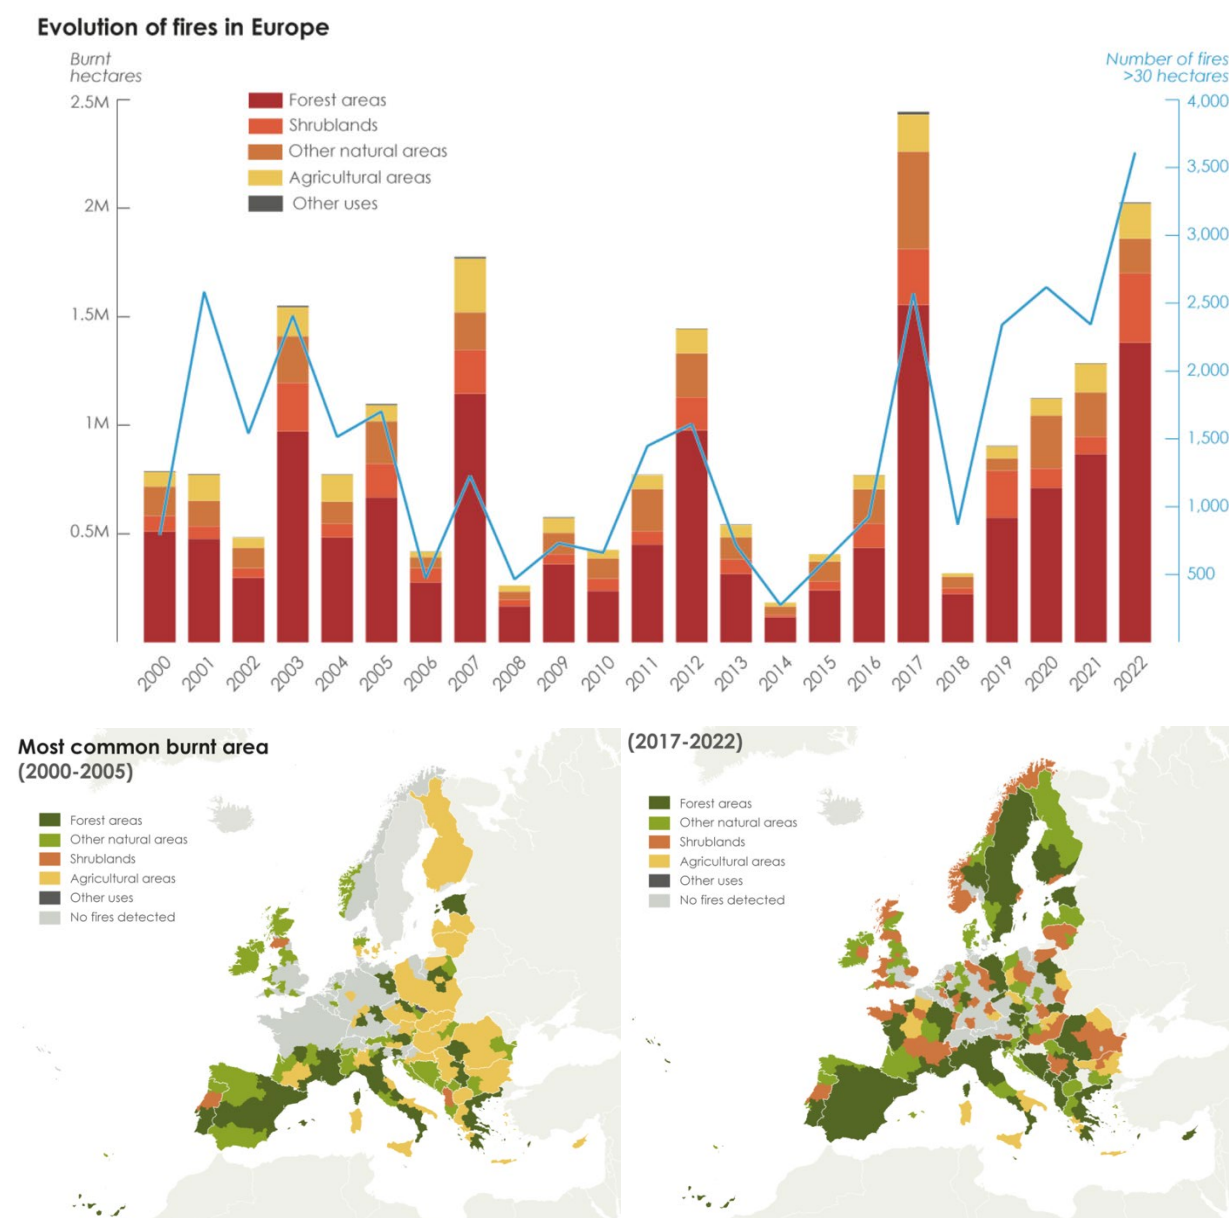 Evolution of fires in Europe
Burnt
hectares
Number of fires
>30 hectares
2.5M
2M
1.5M
1M
0.5M
Forest areas
Shrublands
Other natural areas
Agricultural areas
Other uses
4,000
3,500
3,000
2,500
2,000
1,500
1,000
500
2000
2001
2002
2003
2004
2005
2006
2007
2008
2009
2010
2011
2012
2013
2014
2015
2016
2017
2018
2019
2020
2021
2022
Most common burnt area
(2000-2005)
Forest areas
Other natural areas
Shrublands
Agricultural areas
Other uses
No fires detected
(2017-2022)
Forest areas
Other natural areas
Shrublands
Agricultural areas
Other uses
No fires detected